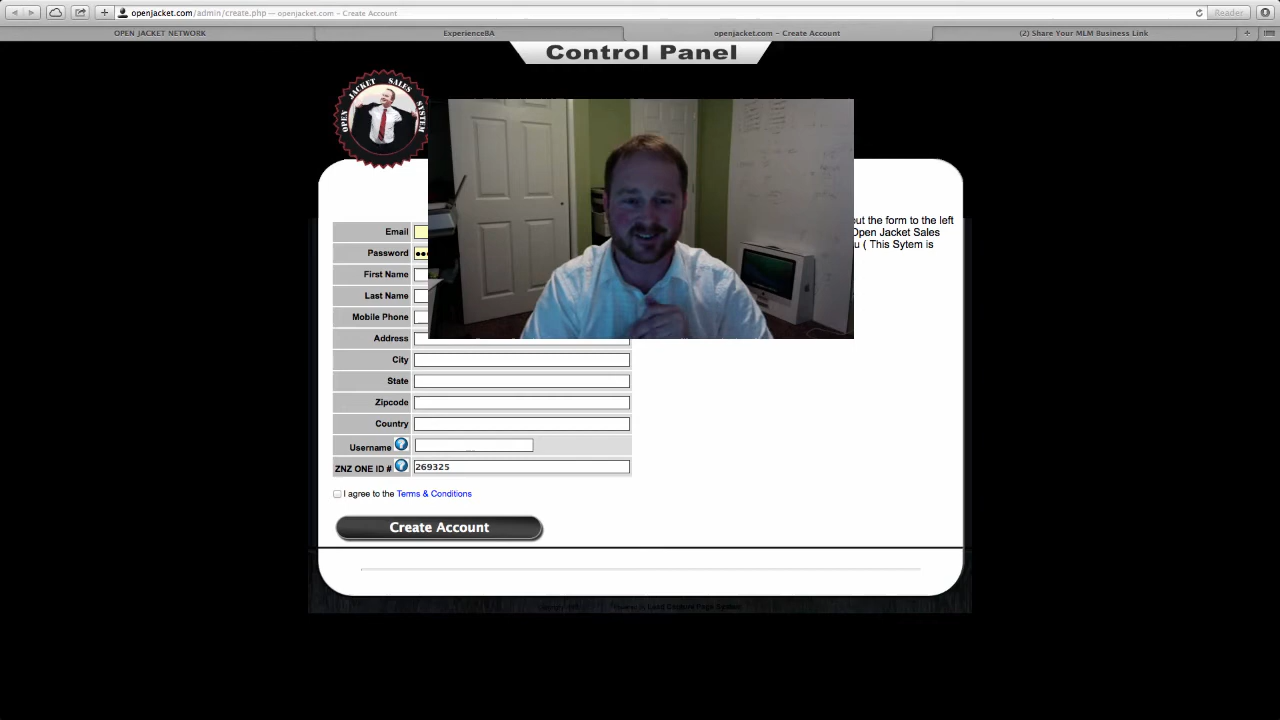 openjacket.com/admin/create.php — openjacket.com – Create Account
Reader
OPEN JACKET NETWORK
ExperienceBA
openjacket.com – Create Account
(2) Share Your MLM Business Link
Control Panel
OPEN JACKET SALES SYSTEM
out the form to the left
Open Jacket Sales
u ( This Sytem is
Email
Password
First Name
Last Name
Mobile Phone
Address
City
State
Zipcode
Country
Username
ZNZ ONE ID # 269325
I agree to the Terms & Conditions
Create Account